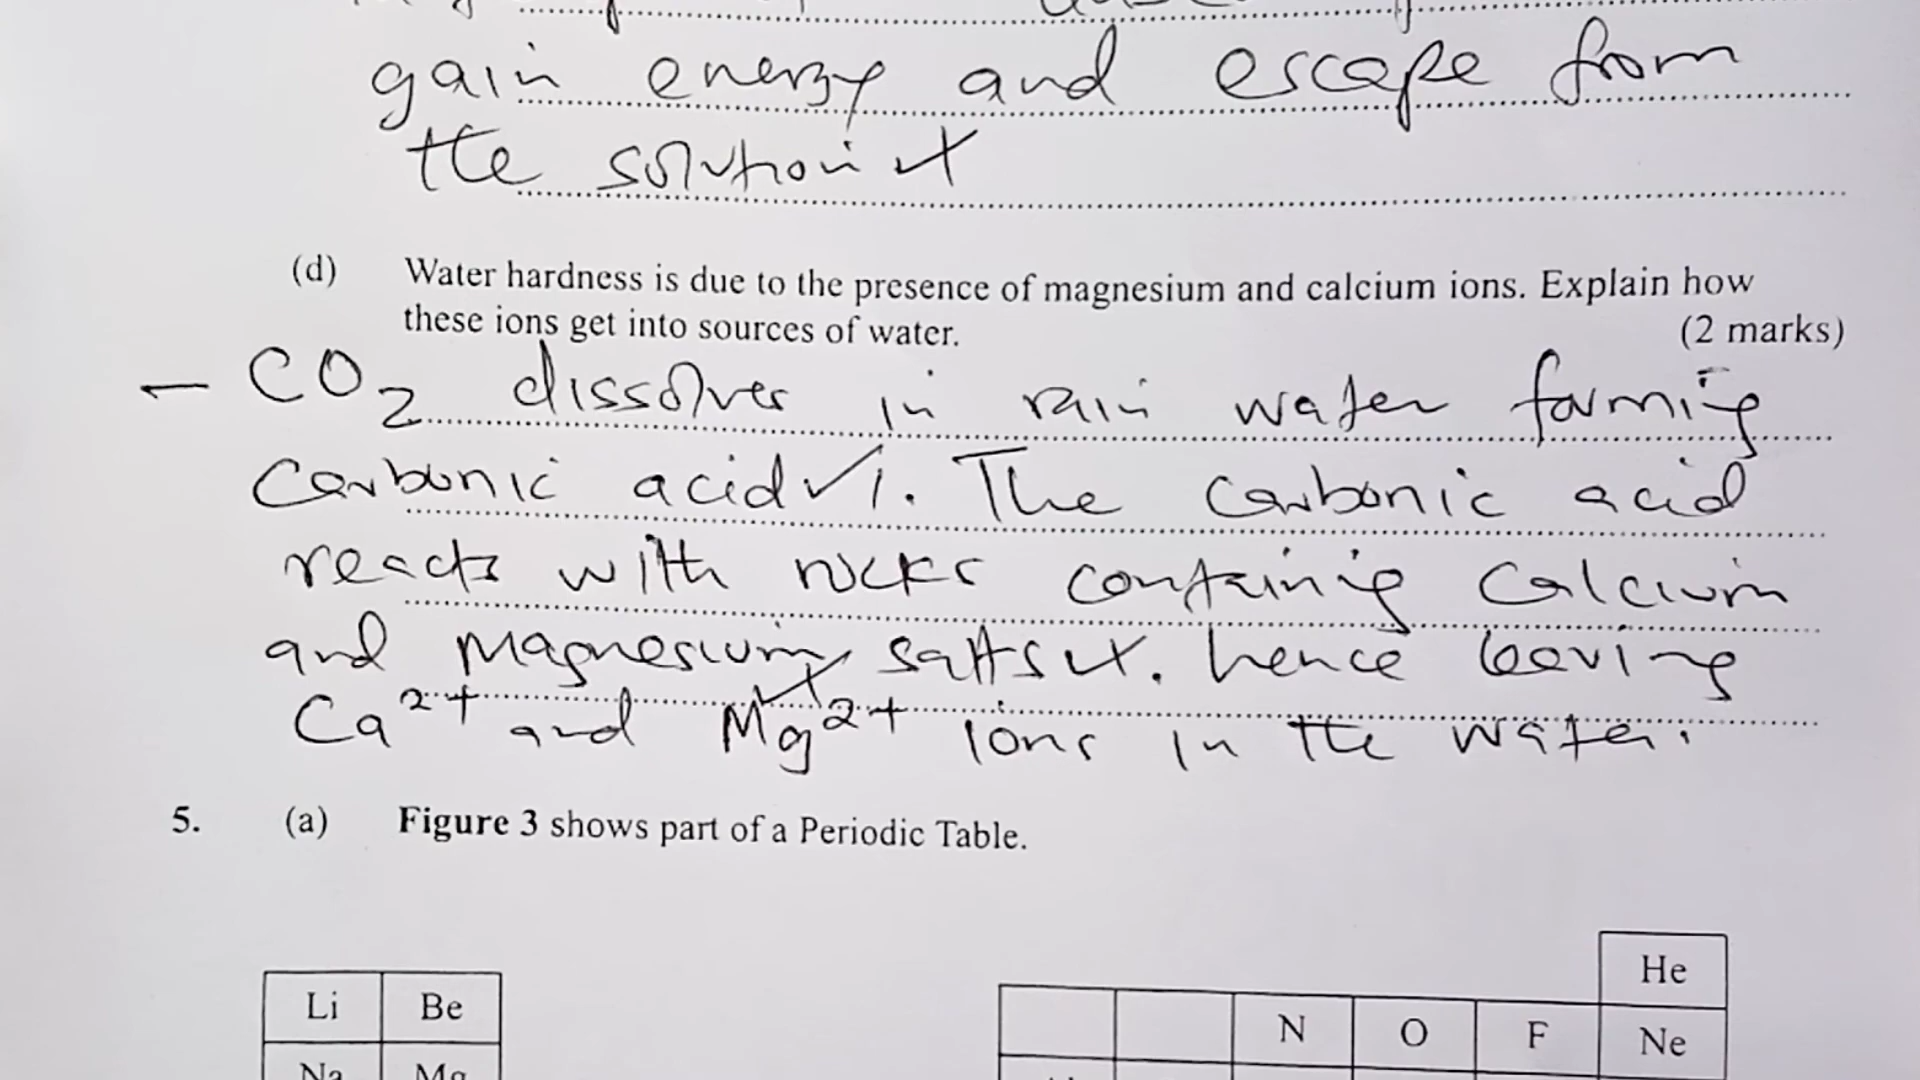 gain energy and escape from
the solution ✓1
(d) Water hardness is due to the presence of magnesium and calcium ions. Explain how
these ions get into sources of water. (2 marks)
– CO2 dissolves in rain water forming
Carbonic acid ✓1. The Carbonic acid
reacts with rocks containing Calcium
and Magnesium salts ✓1. hence leaving
Ca2+ and Mg2+ ions in the water.
5. (a) Figure 3 shows part of a Periodic Table.
He
Li Be N O F Ne
Na Mg